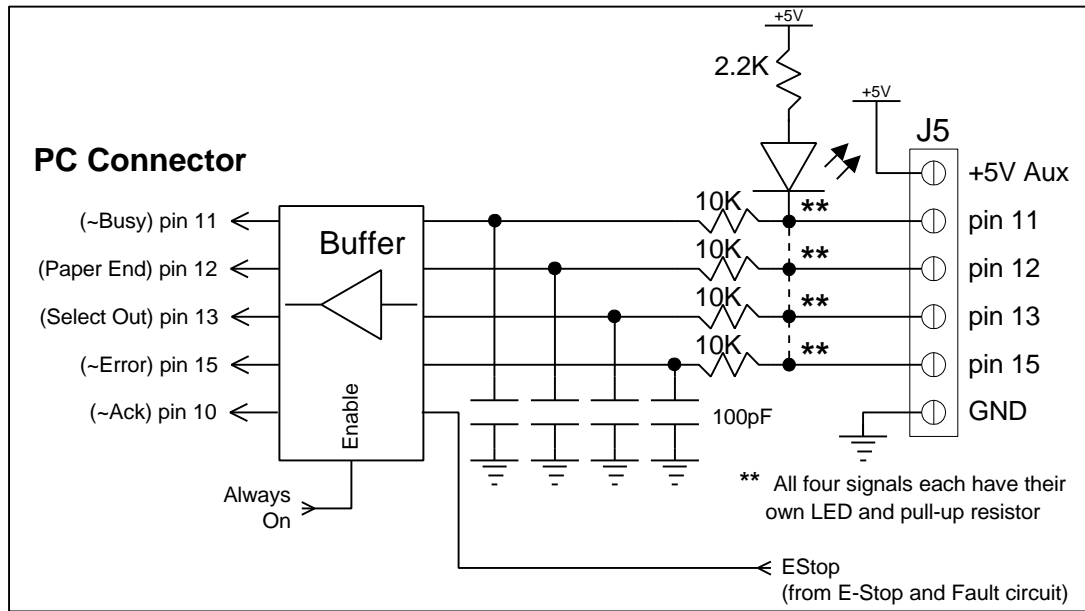 +5V
2.2K
+5V
J5
PC Connector
+5V Aux
10K
**
(~Busy) pin 11
pin 11
Buffer
10K
**
(Paper End) pin 12
pin 12
10K
**
(Select Out) pin 13
pin 13
10K
**
(~Error) pin 15
pin 15
Enable
(~Ack) pin 10
100pF
GND
Always
On
** All four signals each have their
own LED and pull-up resistor
EStop
(from E-Stop and Fault circuit)